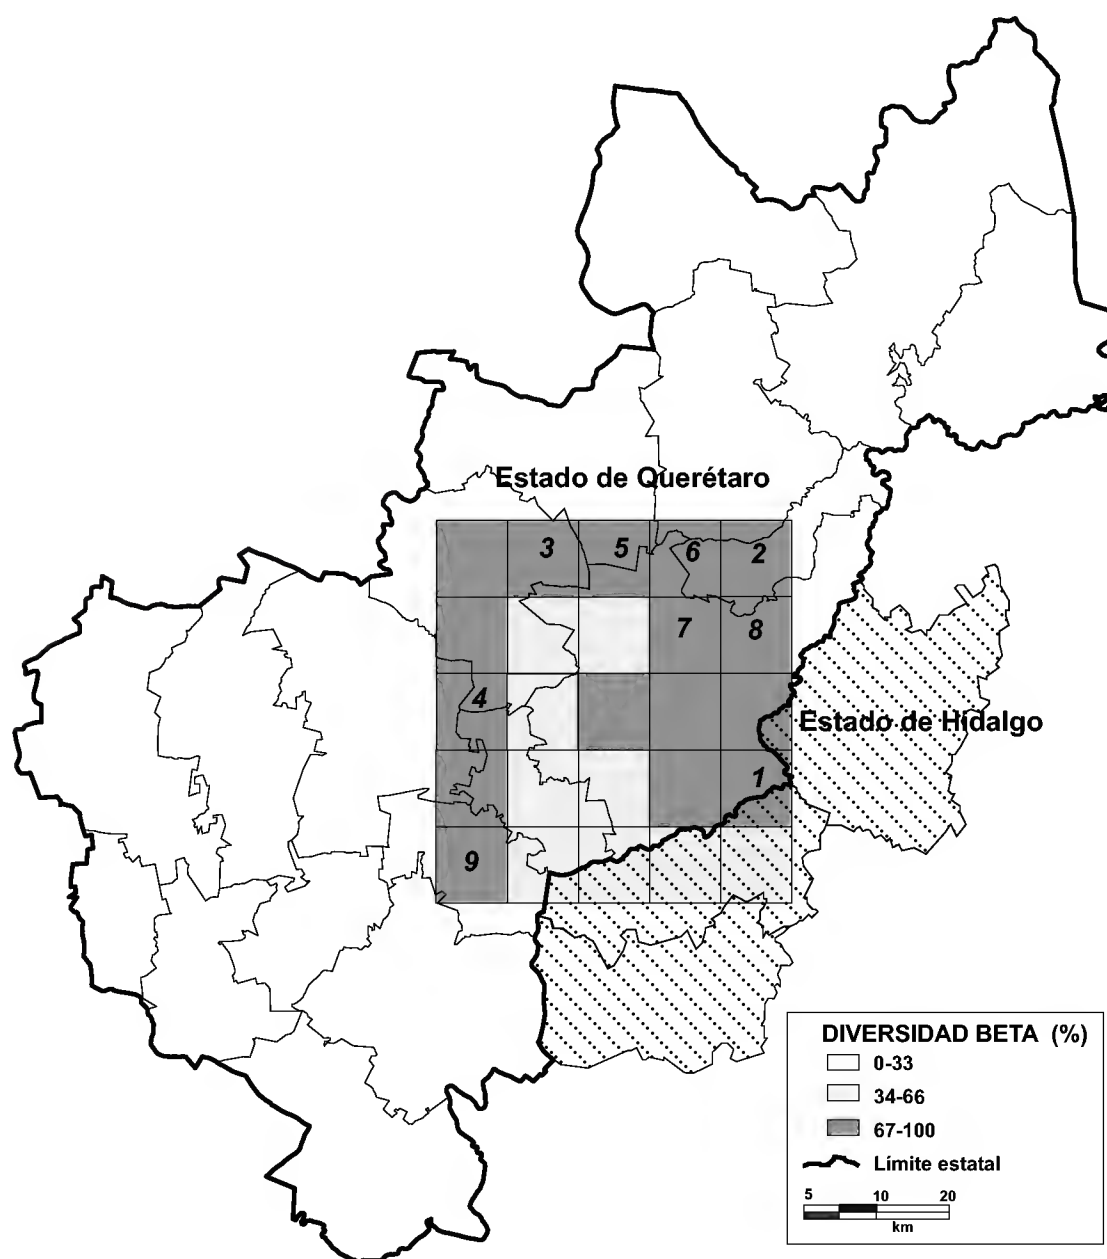 Estado de Querétaro
3
5
6
2
7
8
4
Estado de Hidalgo
1
9
DIVERSIDAD BETA (%)
0-33
34-66
67-100
Límite estatal
5 10 20
km